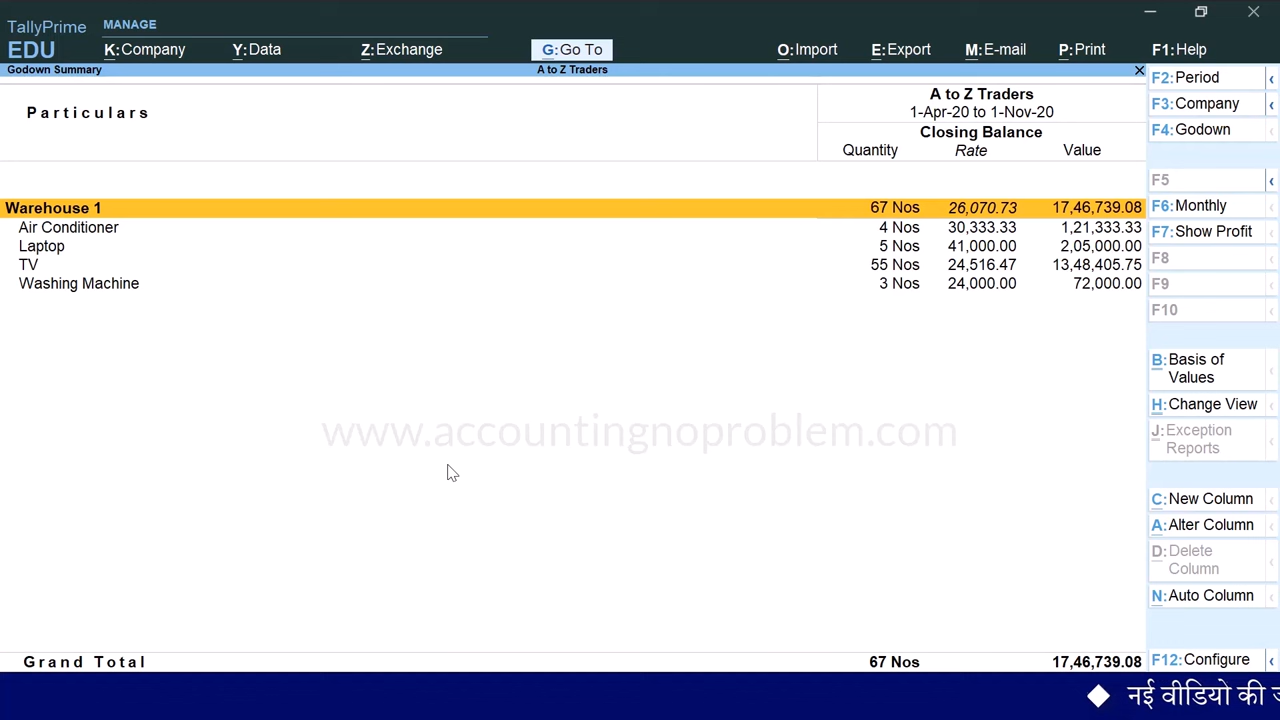 TallyPrime MANAGE
EDU K:Company Y:Data Z:Exchange G:Go To O:Import E:Export M:E-mail P:Print F1:Help
Godown Summary A to Z Traders
F2:Period
F3:Company
F4:Godown
F5
F6:Monthly
F7:Show Profit
F8
F9
F10
B:Basis of
Values
H:Change View
J:Exception
Reports
C:New Column
A:Alter Column
D:Delete
Column
N:Auto Column
F12:Configure
Particulars
A to Z Traders
1-Apr-20 to 1-Nov-20
Closing Balance
Quantity Rate Value
Warehouse 1 67 Nos 26,070.73 17,46,739.08
Air Conditioner 4 Nos 30,333.33 1,21,333.33
Laptop 5 Nos 41,000.00 2,05,000.00
TV 55 Nos 24,516.47 13,48,405.75
Washing Machine 3 Nos 24,000.00 72,000.00
www.accountingnoproblem.com
Grand Total 67 Nos 17,46,739.08
नई वीडियो की